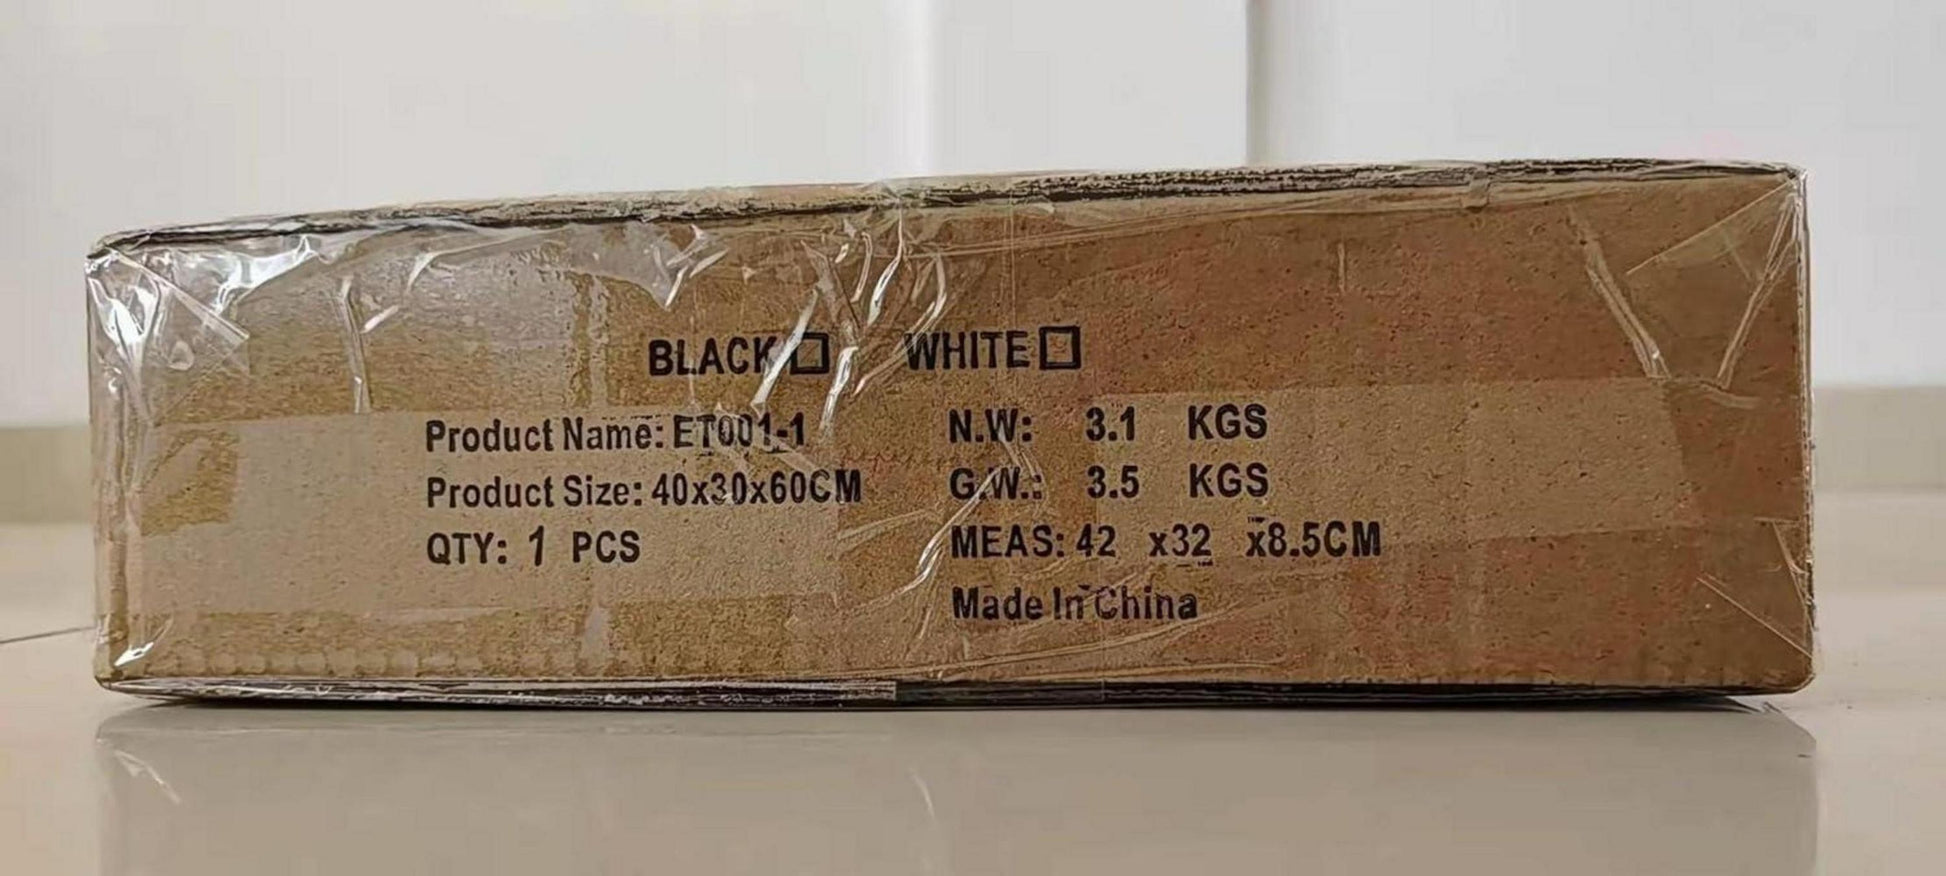 BLACK☐ WHITE☐
Product Name: ET001-1 N.W: 3.1 KGS
Product Size: 40x30x60CM G.W.: 3.5 KGS
QTY: 1 PCS MEAS: 42 x32 x8.5CM
Made In China